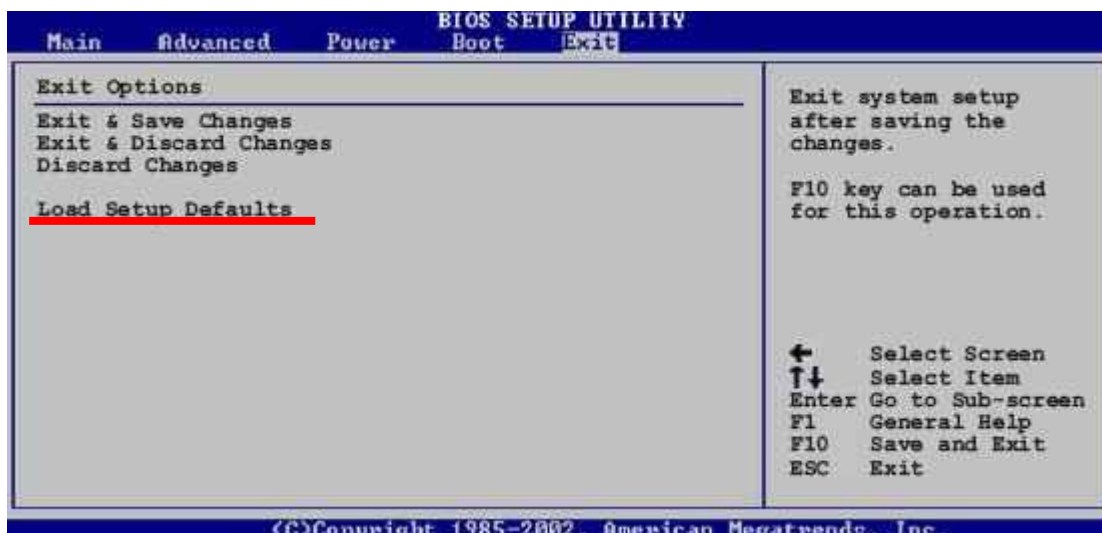 BIOS SETUP UTILITY
Main Advanced Power Boot Exit
Exit Options
Exit & Save Changes
Exit & Discard Changes
Discard Changes
Load Setup Defaults
Exit system setup
after saving the
changes.
F10 key can be used
for this operation.
← Select Screen
↑↓ Select Item
Enter Go to Sub-screen
F1 General Help
F10 Save and Exit
ESC Exit
(C)Copyright 1985-2002, American Megatrends, Inc